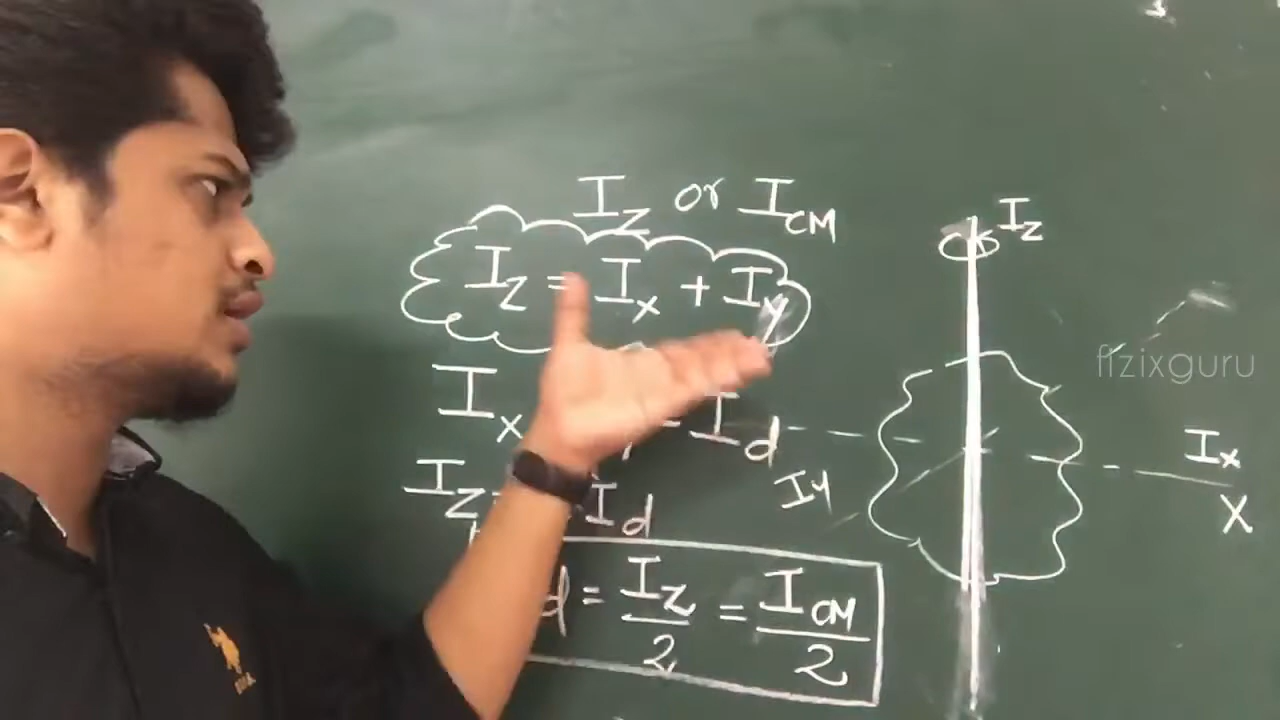 I_Z or I_CM
I_Z = I_x + I_y
I_x = I_d
I_Z I_d
d = I_Z/2 = I_CM/2
I_Z
fizixguru
I_x
X
I_y